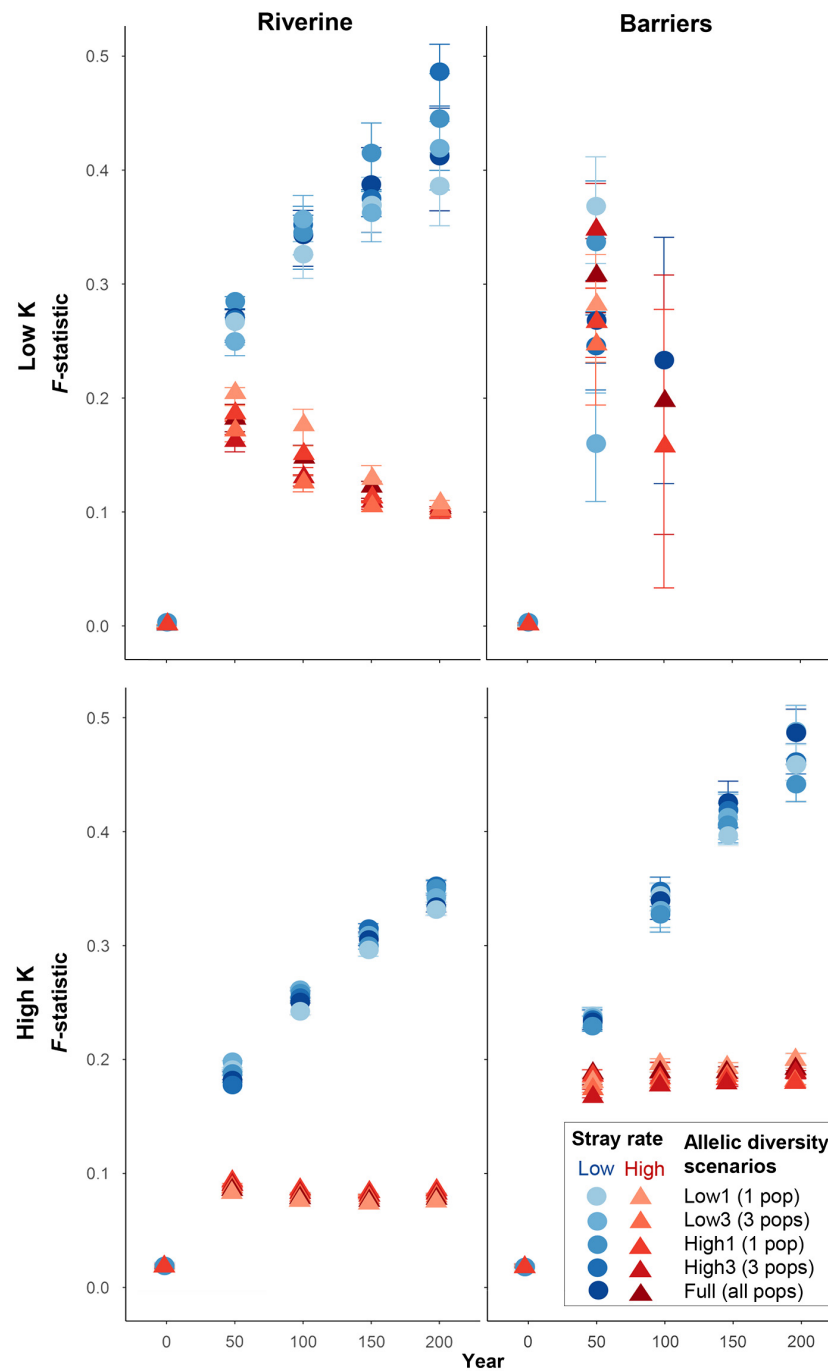 Riverine Barriers
0.5
0.4
0.3
0.2
0.1
0.0
Low K
F-statistic
0.5
0.4
0.3
0.2
0.1
0.0
High K
F-statistic
0 50 100 150 200 0 50 100 150 200
Year
Stray rate Allelic diversity
Low High scenarios
Low1 (1 pop)
Low3 (3 pops)
High1 (1 pop)
High3 (3 pops)
Full (all pops)